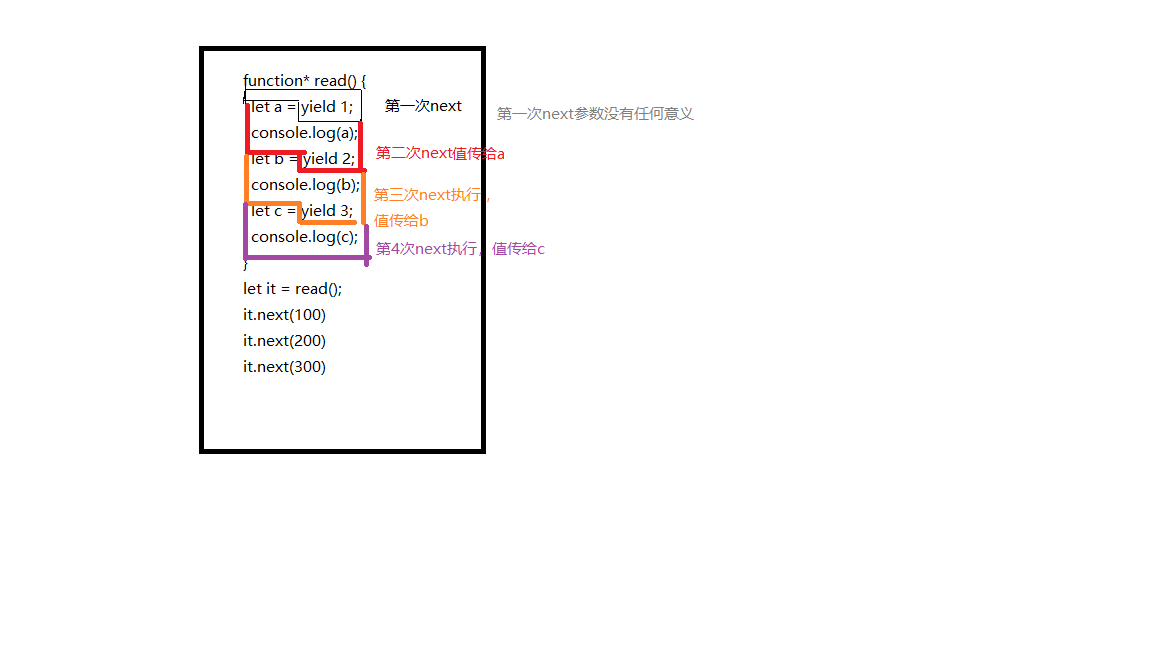 function* read() {
let a = yield 1; 第一次next 第一次next参数没有任何意义
console.log(a);
let b = yield 2; 第二次next值传给a
console.log(b); 第三次next执行，
let c = yield 3; 值传给b
console.log(c); 第4次next执行，值传给c
}
let it = read();
it.next(100)
it.next(200)
it.next(300)